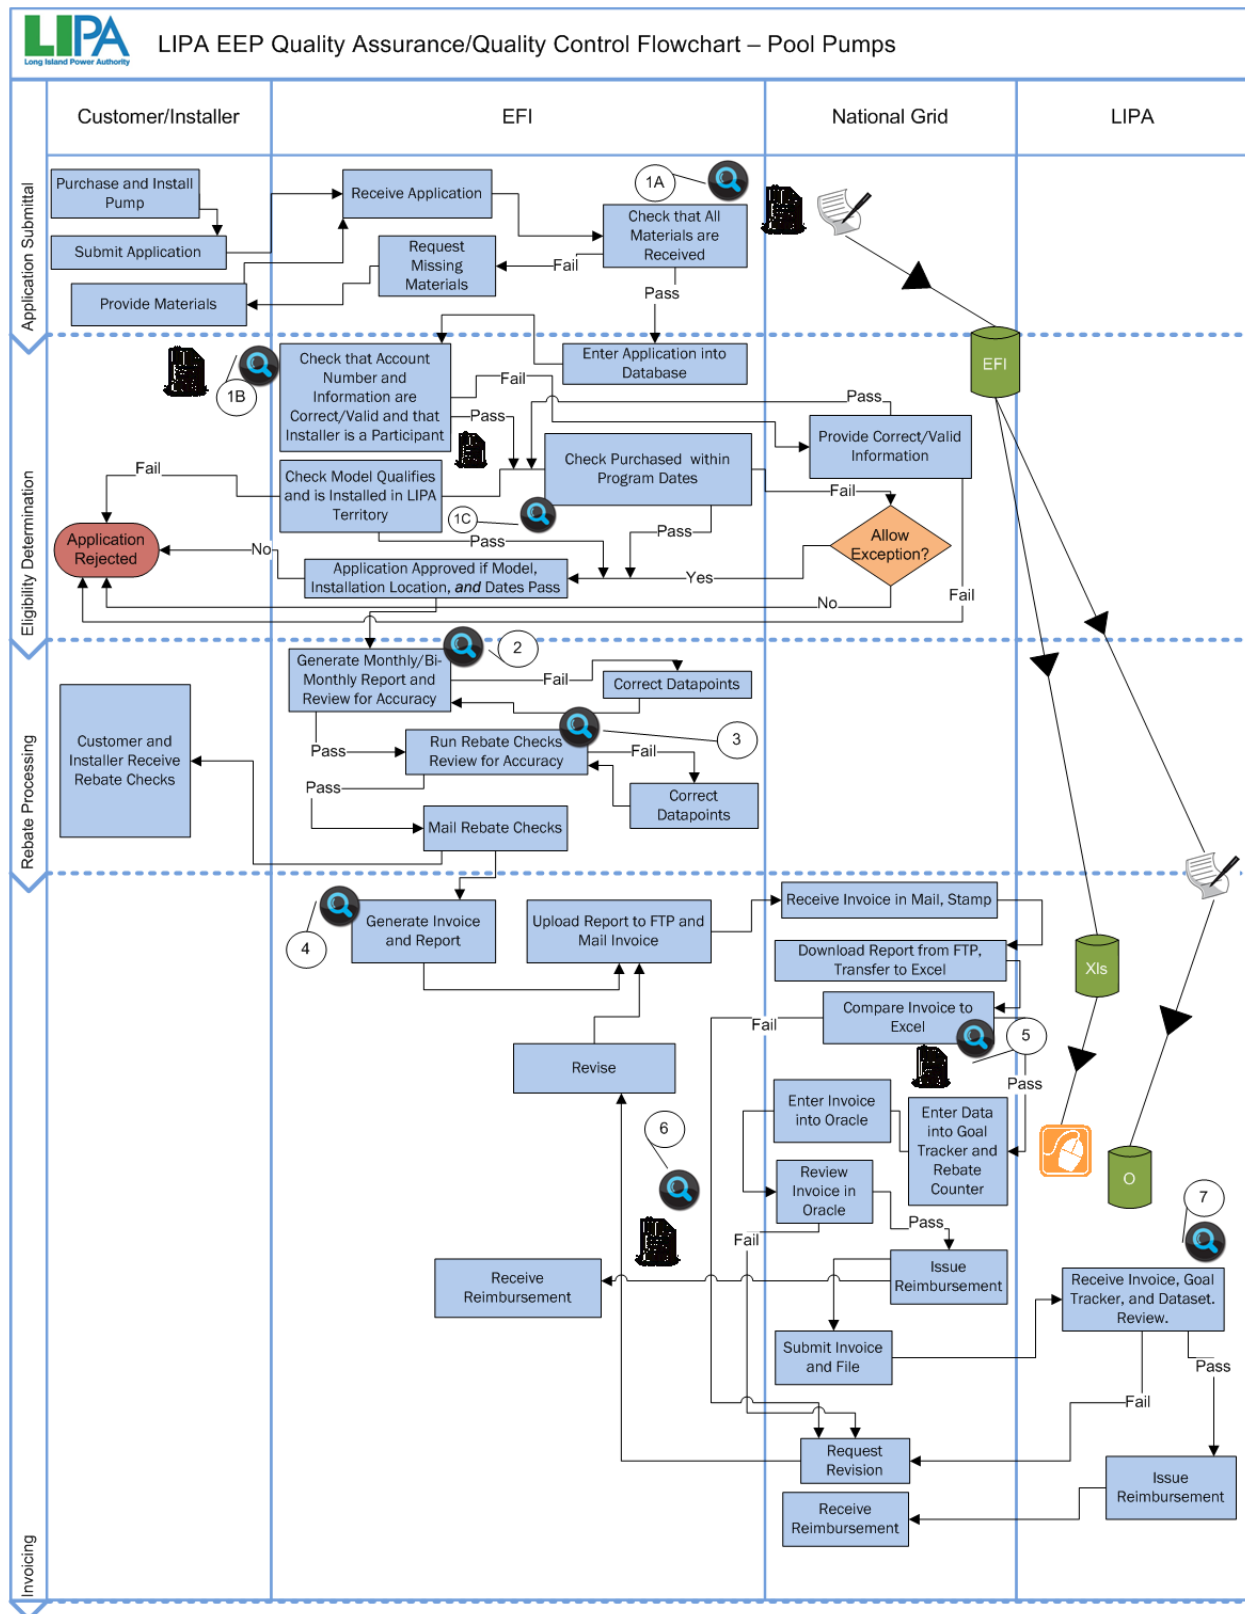 LIPA
Long Island Power Authority
LIPA EEP Quality Assurance/Quality Control Flowchart – Pool Pumps
Customer/Installer
EFI
National Grid
LIPA
Application Submittal
Purchase and Install
Pump
Submit Application
Provide Materials
Receive Application
Request
Missing
Materials
Fail
1A
Check that All
Materials are
Received
Pass
Eligibility Determination
1B
Check that Account
Number and
Information are
Correct/Valid and that
Installer is a Participant
Fail
Pass
Enter Application into
Database
Pass
Provide Correct/Valid
Information
EFI
Fail
Check Model Qualifies
and is Installed in LIPA
Territory
1C
Check Purchased within
Program Dates
Fail
Pass
Pass
Application
Rejected
No
Application Approved if Model,
Installation Location, and Dates Pass
Yes
Allow
Exception?
No
Fail
Rebate Processing
2
Generate Monthly/Bi-
Monthly Report and
Review for Accuracy
Fail
Correct Datapoints
Customer and
Installer Receive
Rebate Checks
Pass
Run Rebate Checks
Review for Accuracy
3
Fail
Pass
Correct
Datapoints
Mail Rebate Checks
Invoicing
4
Generate Invoice
and Report
Upload Report to FTP and
Mail Invoice
Receive Invoice in Mail, Stamp
Download Report from FTP,
Transfer to Excel
Xls
Compare Invoice to
Excel
Fail
5
Pass
Revise
Enter Invoice
into Oracle
Enter Data
into Goal
Tracker and
Rebate
Counter
6
Review
Invoice in
Oracle
O
7
Pass
Fail
Receive
Reimbursement
Issue
Reimbursement
Receive Invoice, Goal
Tracker, and Dataset.
Review.
Submit Invoice
and File
Pass
Fail
Request
Revision
Issue
Reimbursement
Receive
Reimbursement